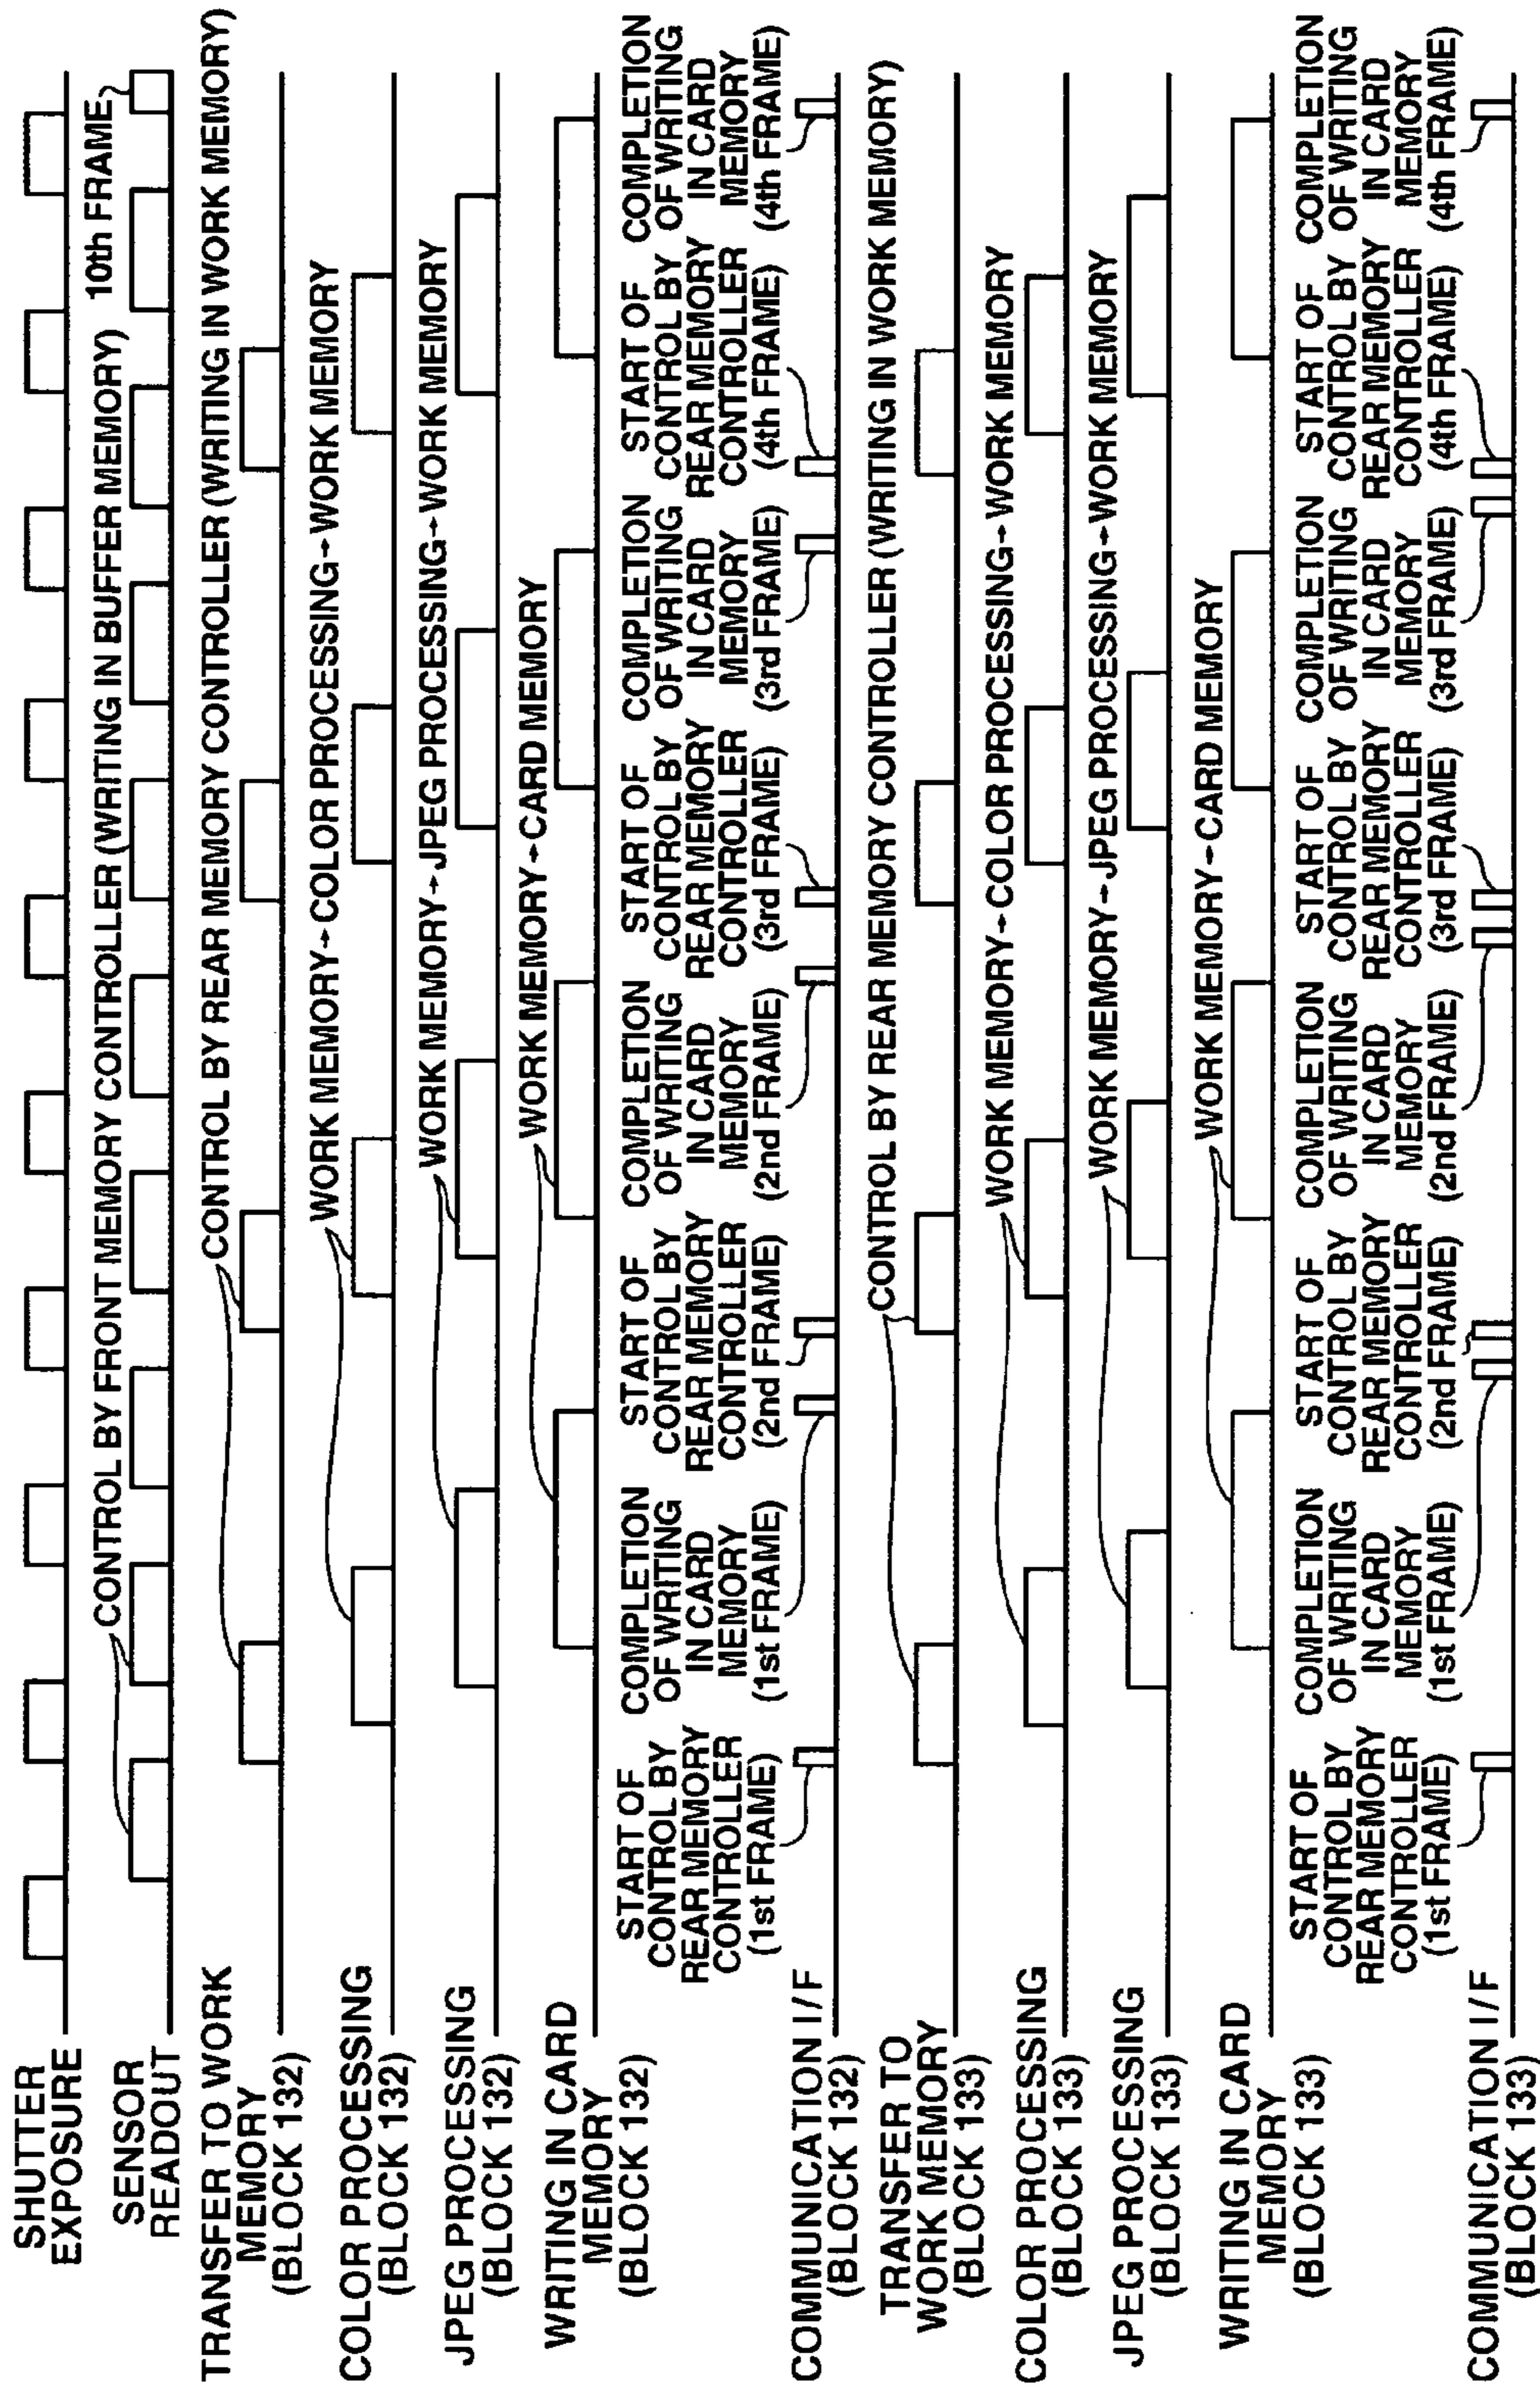 SHUTTER
EXPOSURE
SENSOR
READOUT
CONTROL BY FRONT MEMORY CONTROLLER (WRITING IN BUFFER MEMORY)
10th FRAME
TRANSFER TO WORK
MEMORY
(BLOCK 132)
CONTROL BY REAR MEMORY CONTROLLER (WRITING IN WORK MEMORY)
COLOR PROCESSING
(BLOCK 132)
WORK MEMORY→COLOR PROCESSING→WORK MEMORY
JPEG PROCESSING
(BLOCK 132)
WORK MEMORY→JPEG PROCESSING→WORK MEMORY
WRITING IN CARD
MEMORY
(BLOCK 132)
WORK MEMORY→CARD MEMORY
START OF
CONTROL BY
REAR MEMORY
CONTROLLER
(1st FRAME)
COMPLETION
OF WRITING
IN CARD
MEMORY
(1st FRAME)
START OF
CONTROL BY
REAR MEMORY
CONTROLLER
(2nd FRAME)
COMPLETION
OF WRITING
IN CARD
MEMORY
(2nd FRAME)
START OF
CONTROL BY
REAR MEMORY
CONTROLLER
(3rd FRAME)
COMPLETION
OF WRITING
IN CARD
MEMORY
(3rd FRAME)
START OF
CONTROL BY
REAR MEMORY
CONTROLLER
(4th FRAME)
COMPLETION
OF WRITING
IN CARD
MEMORY
(4th FRAME)
COMMUNICATION I/F
(BLOCK 132)
TRANSFER TO
WORK MEMORY
(BLOCK 133)
CONTROL BY REAR MEMORY CONTROLLER (WRITING IN WORK MEMORY)
COLOR PROCESSING
(BLOCK 133)
WORK MEMORY→COLOR PROCESSING→WORK MEMORY
JPEG PROCESSING
(BLOCK 133)
WORK MEMORY→JPEG PROCESSING→WORK MEMORY
WRITING IN CARD
MEMORY
(BLOCK 133)
WORK MEMORY→CARD MEMORY
START OF
CONTROL BY
REAR MEMORY
CONTROLLER
(1st FRAME)
COMPLETION
OF WRITING
IN CARD
MEMORY
(1st FRAME)
START OF
CONTROL BY
REAR MEMORY
CONTROLLER
(2nd FRAME)
COMPLETION
OF WRITING
IN CARD
MEMORY
(2nd FRAME)
START OF
CONTROL BY
REAR MEMORY
CONTROLLER
(3rd FRAME)
COMPLETION
OF WRITING
IN CARD
MEMORY
(3rd FRAME)
START OF
CONTROL BY
REAR MEMORY
CONTROLLER
(4th FRAME)
COMPLETION
OF WRITING
IN CARD
MEMORY
(4th FRAME)
COMMUNICATION I/F
(BLOCK 133)